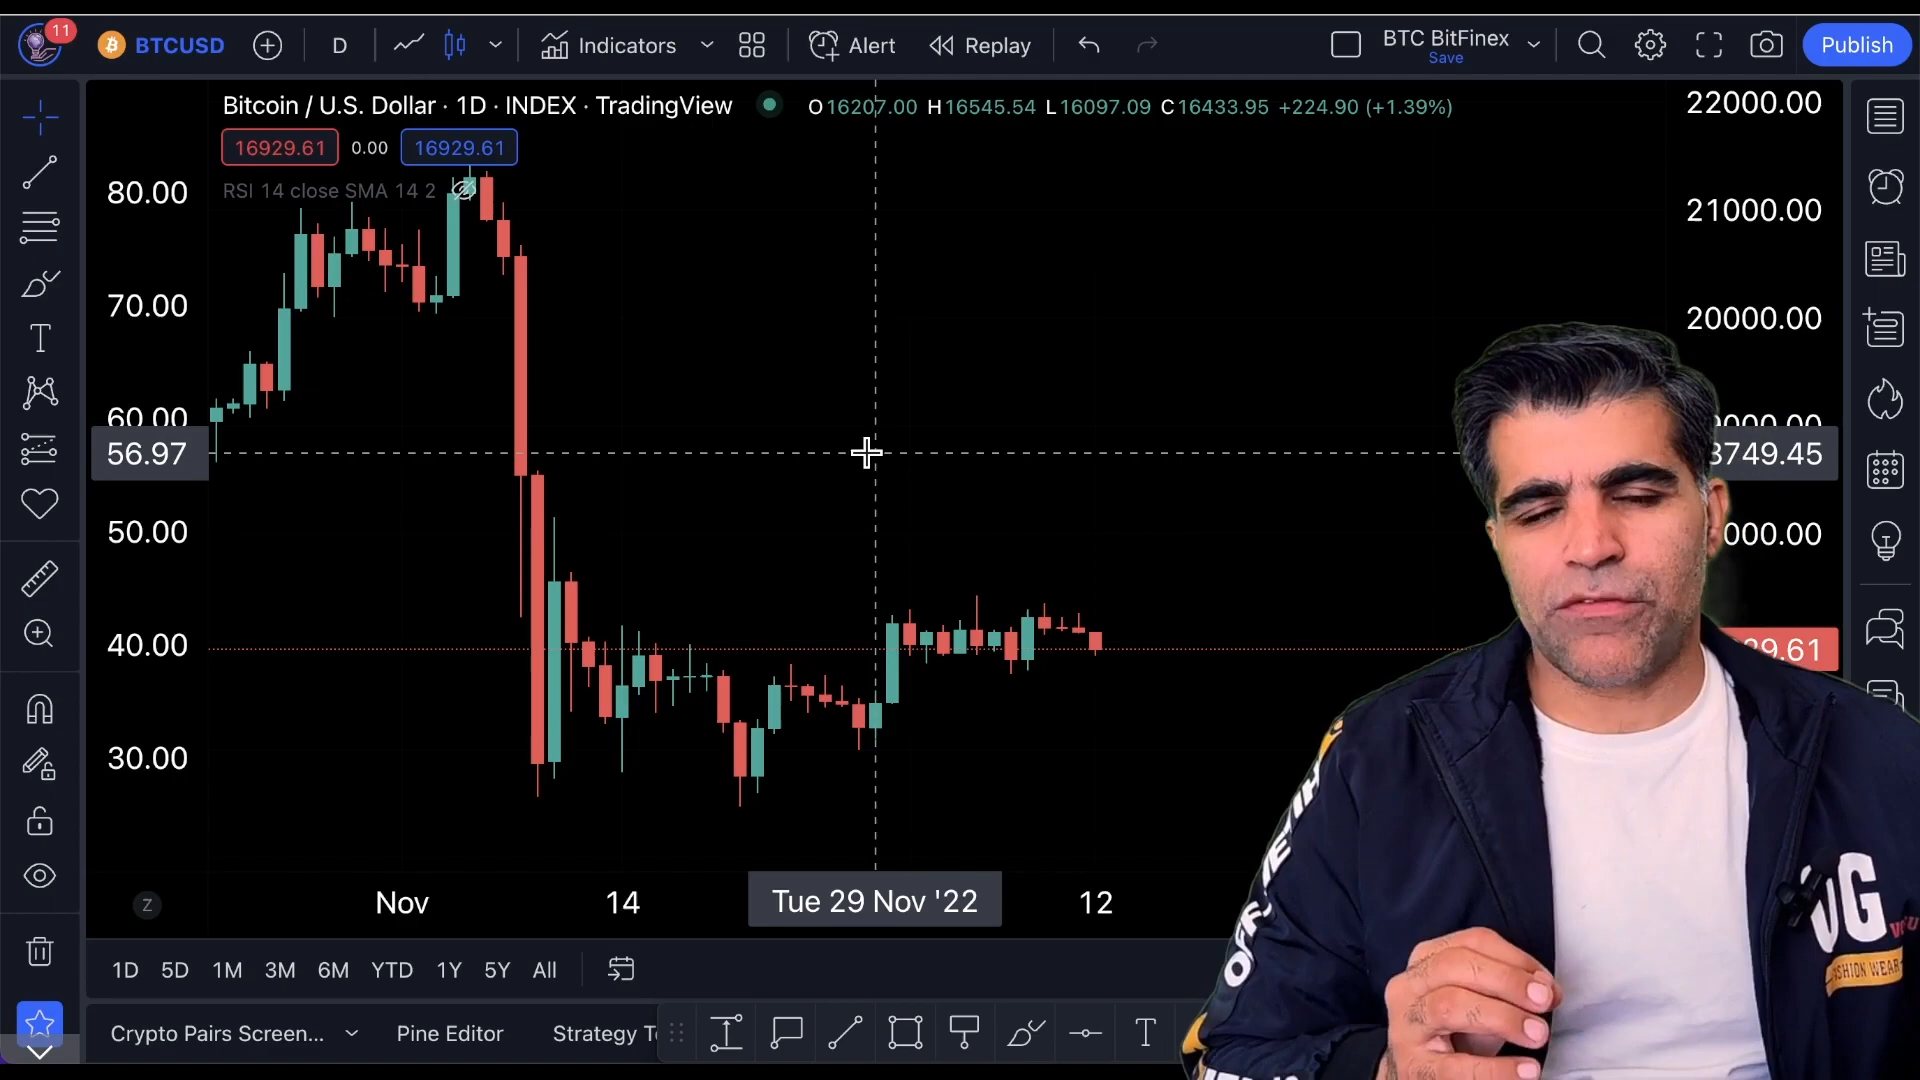 11
BTCUSD
D
Indicators
Alert
Replay
BTC BitFinex
Save
Publish
Bitcoin / U.S. Dollar · 1D · INDEX · TradingView
O16207.00 H16545.54 L16097.09 C16433.95 +224.90 (+1.39%)
16929.61 0.00 16929.61
RSI 14 close SMA 14 2
80.00
70.00
60.00
56.97
50.00
40.00
30.00
22000.00
21000.00
20000.00
Z
Nov
14
Tue 29 Nov '22
12
1D 5D 1M 3M 6M YTD 1Y 5Y All
Crypto Pairs Screen...
Pine Editor
Strategy
T